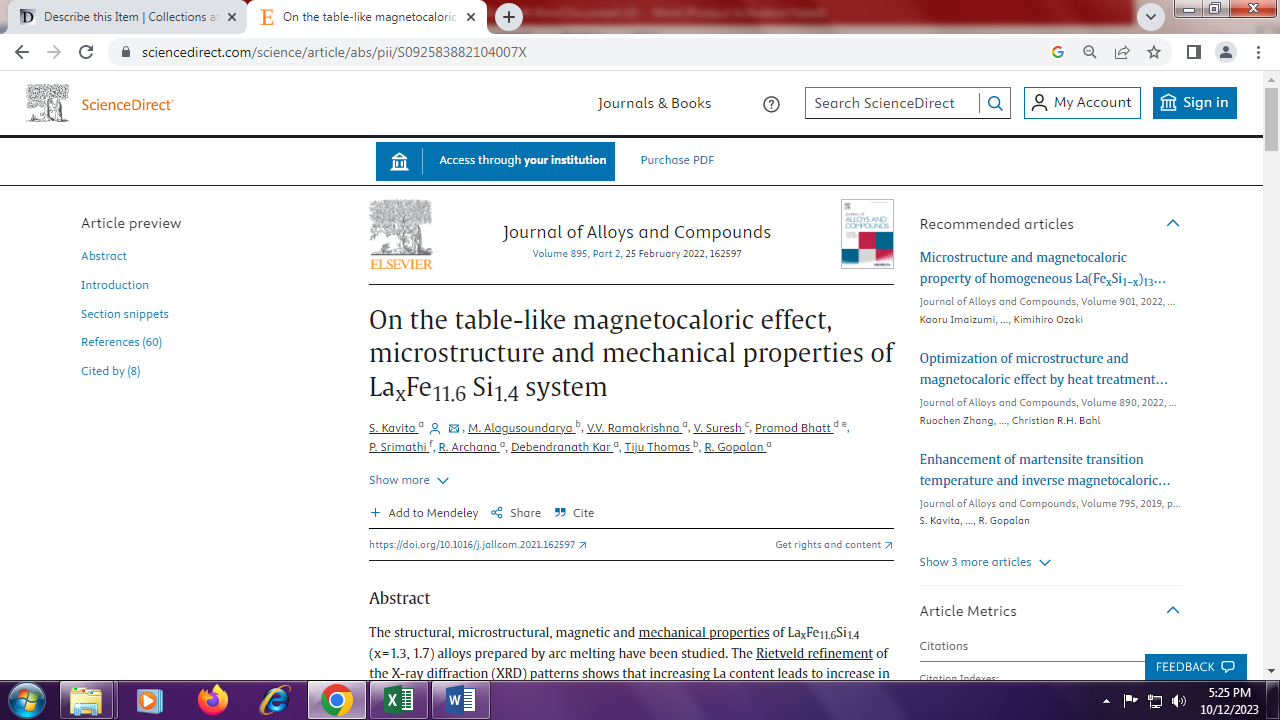 Describe this Item | Collections at
On the table-like magnetocaloric
sciencedirect.com/science/article/abs/pii/S092583882104007X
ScienceDirect
Journals & Books
Search ScienceDirect
My Account
Sign in
Access through your institution
Purchase PDF
Article preview
Abstract
Introduction
Section snippets
References (60)
Cited by (8)
ELSEVIER
Journal of Alloys and Compounds
Volume 895, Part 2, 25 February 2022, 162597
JOURNAL OF
ALLOYS AND
COMPOUNDS
On the table-like magnetocaloric effect,
microstructure and mechanical properties of
LaxFe11.6 Si1.4 system
S. Kavita a, M. Alagusoundarya b, V.V. Ramakrishna a, V. Suresh c, Pramod Bhatt d e,
P. Srimathi f, R. Archana a, Debendranath Kar a, Tiju Thomas b, R. Gopalan a
Show more
Add to Mendeley Share Cite
https://doi.org/10.1016/j.jallcom.2021.162597
Get rights and content
Abstract
The structural, microstructural, magnetic and mechanical properties of LaxFe11.6Si1.4
(x=1.3, 1.7) alloys prepared by arc melting have been studied. The Rietveld refinement of
the X-ray diffraction (XRD) patterns shows that increasing La content leads to increase in
Recommended articles
Microstructure and magnetocaloric
property of homogeneous La(FexSi1−x)13…
Journal of Alloys and Compounds, Volume 901, 2022, …
Kaoru Imaizumi, …, Kimihiro Ozaki
Optimization of microstructure and
magnetocaloric effect by heat treatment…
Journal of Alloys and Compounds, Volume 890, 2022, …
Ruochen Zhang, …, Christian R.H. Bahl
Enhancement of martensite transition
temperature and inverse magnetocaloric…
Journal of Alloys and Compounds, Volume 795, 2019, p…
S. Kavita, …, R. Gopalan
Show 3 more articles
Article Metrics
Citations
Citation Indexes:
FEEDBACK
5:25 PM
10/12/2023